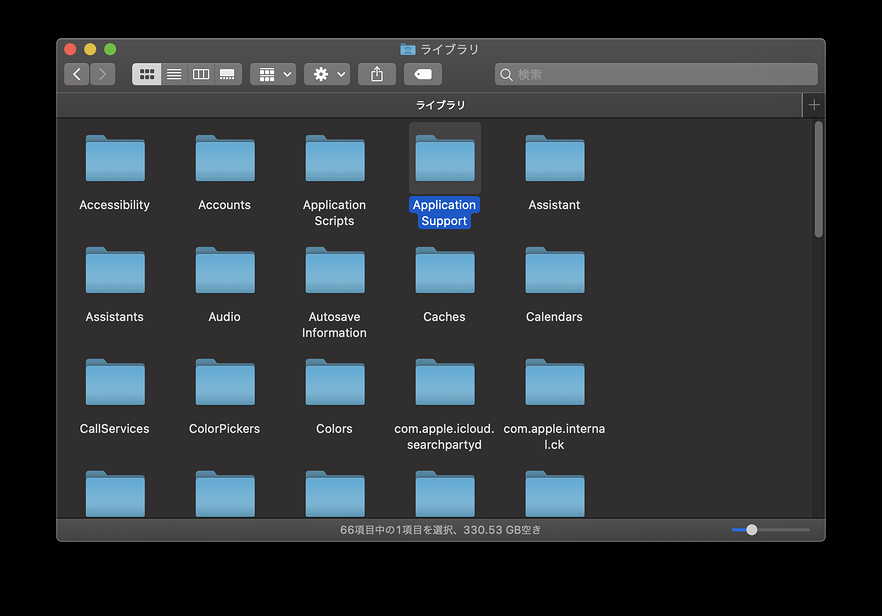 ライブラリ
検索
ライブラリ
Accessibility
Accounts
Application
Scripts
Application
Support
Assistant
Assistants
Audio
Autosave
Information
Caches
Calendars
CallServices
ColorPickers
Colors
com.apple.icloud.
searchpartyd
com.apple.interna
l.ck
66項目中の1項目を選択、330.53 GB空き